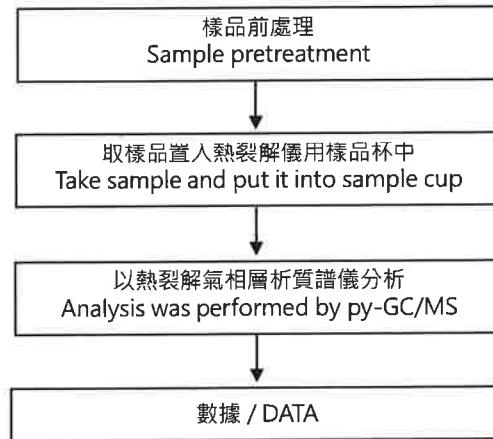 樣品前處理
Sample pretreatment
取樣品置入熱裂解儀用樣品杯中
Take sample and put it into sample cup
以熱裂解氣相層析質譜儀分析
Analysis was performed by py-GC/MS
數據 / DATA